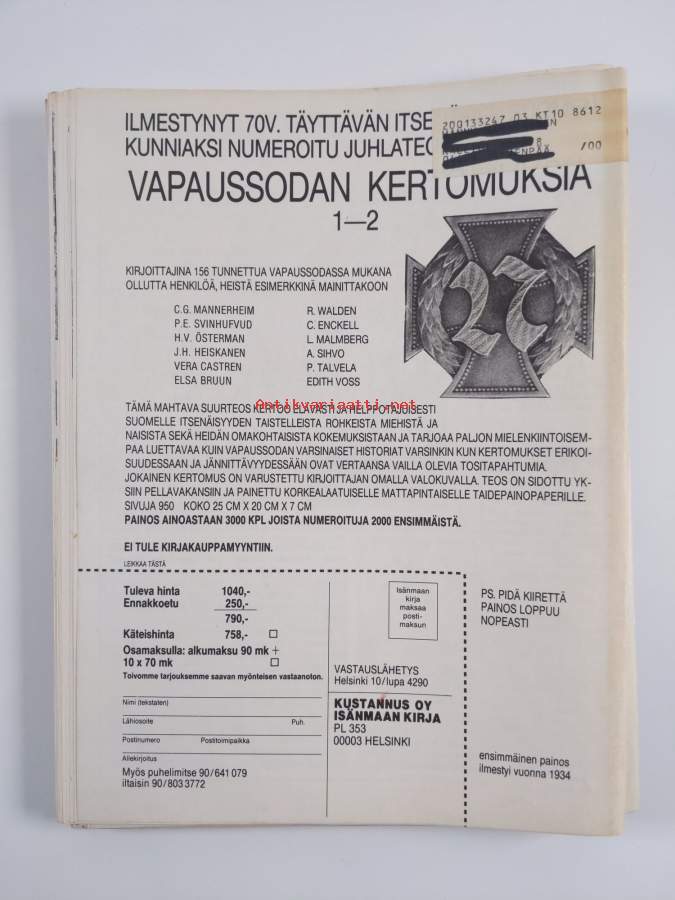 ILMESTYNYT 70V. TÄYTTÄVÄN
KUNNIAKSI NUMEROITU
200133247 03 KT10 8612
/00
VAPAUSSODAN KERTOMUKSIA
1—2
KIRJOITTAJINA 156 TUNNETTUA VAPAUSSODASSA MUKANA
OLLUTTA HENKILÖÄ, HEISTÄ ESIMERKKINÄ MAINITTAKOON
C.G. MANNERHEIM
P.E. SVINHUFVUD
H.V. ÖSTERMAN
J.H. HEISKANEN
VERA CASTREN
ELSA BRUUN
R. WALDEN
C. ENCKELL
L. MALMBERG
A. SIHVO
P. TALVELA
EDITH VOSS
27
Antikvariaatti.net
TÄMÄ MAHTAVA SUURTEOS KERTOO ELÄVÄSTI JA HELPPOTAJUISESTI
SUOMELLE ITSENÄISYYDEN TAISTELLEISTA ROHKEISTA MIEHISTÄ JA
NAISISTA SEKÄ HEIDÄN OMAKOHTAISISTA KOKEMUKSISTAAN JA TARJOAA PALJON MIELENKIINTOISEM-
PAA LUETTAVAA KUIN VAPAUSSODAN VARSINAISET HISTORIAT VARSINKIN KUN KERTOMUKSET ERIKOI-
SUUDESSAAN JA JÄNNITTÄVYYDESSÄÄN OVAT VERTAANSA VAILLA OLEVIA TOSITAPAHTUMIA.
JOKAINEN KERTOMUS ON VARUSTETTU KIRJOITTAJAN OMALLA VALOKUVALLA. TEOS ON SIDOTTU YK-
SIIN PELLAVAKANSIIN JA PAINETTU KORKEALAATUISELLE MATTAPINTAISELLE TAIDEPAINOPAPERILLE.
SIVUJA 950 KOKO 25 CM X 20 CM X 7 CM
PAINOS AINOASTAAN 3000 KPL JOISTA NUMEROITUJA 2000 ENSIMMÄISTÄ.
EI TULE KIRJAKAUPPAMYYNTIIN.
LEIKKAA TÄSTÄ
Tuleva hinta 1040,-
Ennakkoetu 250,-
790,-
Käteishinta 758,-
Osamaksulla: alkumaksu 90 mk +
10 x 70 mk
Toivomme tarjouksemme saavan myönteisen vastaanoton.
Nimi (tekstaten)
Lähiosoite Puh.
Postinumero Postitoimipaikka
Allekirjoitus
Myös puhelimitse 90/641 079
iltaisin 90/803 3772
Isänmaan
kirja
maksaa
posti-
maksun
VASTAUSLÄHETYS
Helsinki 10/lupa 4290
KUSTANNUS OY
ISÄNMAAN KIRJA
PL 353
00003 HELSINKI
PS. PIDÄ KIIRETTÄ
PAINOS LOPPUU
NOPEASTI
ensimmäinen painos
ilmestyi vuonna 1934